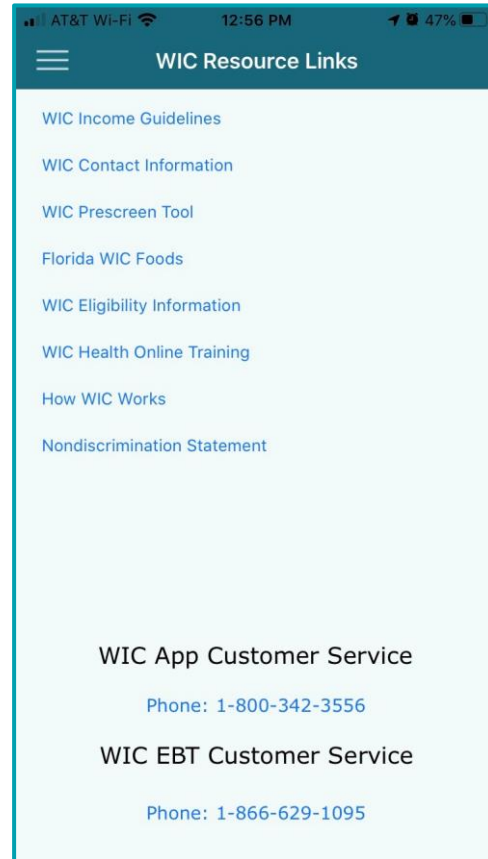 AT&T Wi-Fi 12:56 PM 47%
WIC Resource Links
WIC Income Guidelines
WIC Contact Information
WIC Prescreen Tool
Florida WIC Foods
WIC Eligibility Information
WIC Health Online Training
How WIC Works
Nondiscrimination Statement
WIC App Customer Service
Phone: 1-800-342-3556
WIC EBT Customer Service
Phone: 1-866-629-1095